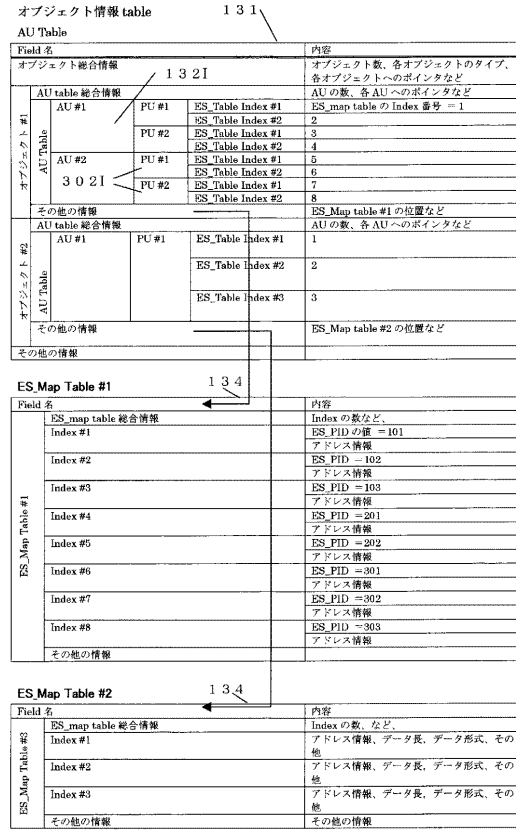 オブジェクト情報 table 131
AU Table
Field 名 内容
オブジェクト総合情報 オブジェクト数、各オブジェクトのタイプ、各オブジェクトへのポインタなど
132I
オブジェクト #1
AU table 総合情報 AU の数、各 AU へのポインタなど
AU Table
AU #1 PU #1 ES_Table Index #1 ES_map table の Index 番号 = 1
ES_Table Index #2 2
PU #2 ES_Table Index #1 3
ES_Table Index #2 4
AU #2 PU #1 ES_Table Index #1 5
ES_Table Index #2 6
302I
PU #2 ES_Table Index #1 7
ES_Table Index #2 8
その他の情報 ES_Map table #1 の位置など
オブジェクト #2
AU table 総合情報 AU の数、各 AU へのポインタなど
AU Table
AU #1 PU #1 ES_Table Index #1 1
ES_Table Index #2 2
ES_Table Index #3 3
その他の情報 ES_Map table #2 の位置など
その他の情報
ES_Map Table #1 134
Field 名 内容
ES_Map Table #1
ES_map table 総合情報 Index の数など、
Index #1 ES_PID の値 =101
アドレス情報
Index #2 ES_PID =102
アドレス情報
Index #3 ES_PID =103
アドレス情報
Index #4 ES_PID =201
アドレス情報
Index #5 ES_PID =202
アドレス情報
Index #6 ES_PID =301
アドレス情報
Index #7 ES_PID =302
アドレス情報
Index #8 ES_PID =303
アドレス情報
その他の情報
ES_Map Table #2 134
Field 名 内容
ES_Map Table #3
ES_map table 総合情報 Index の数、など、
Index #1 アドレス情報、データ長、データ形式、その他
Index #2 アドレス情報、データ長、データ形式、その他
Index #3 アドレス情報、データ長、データ形式、その他
その他の情報 その他の情報